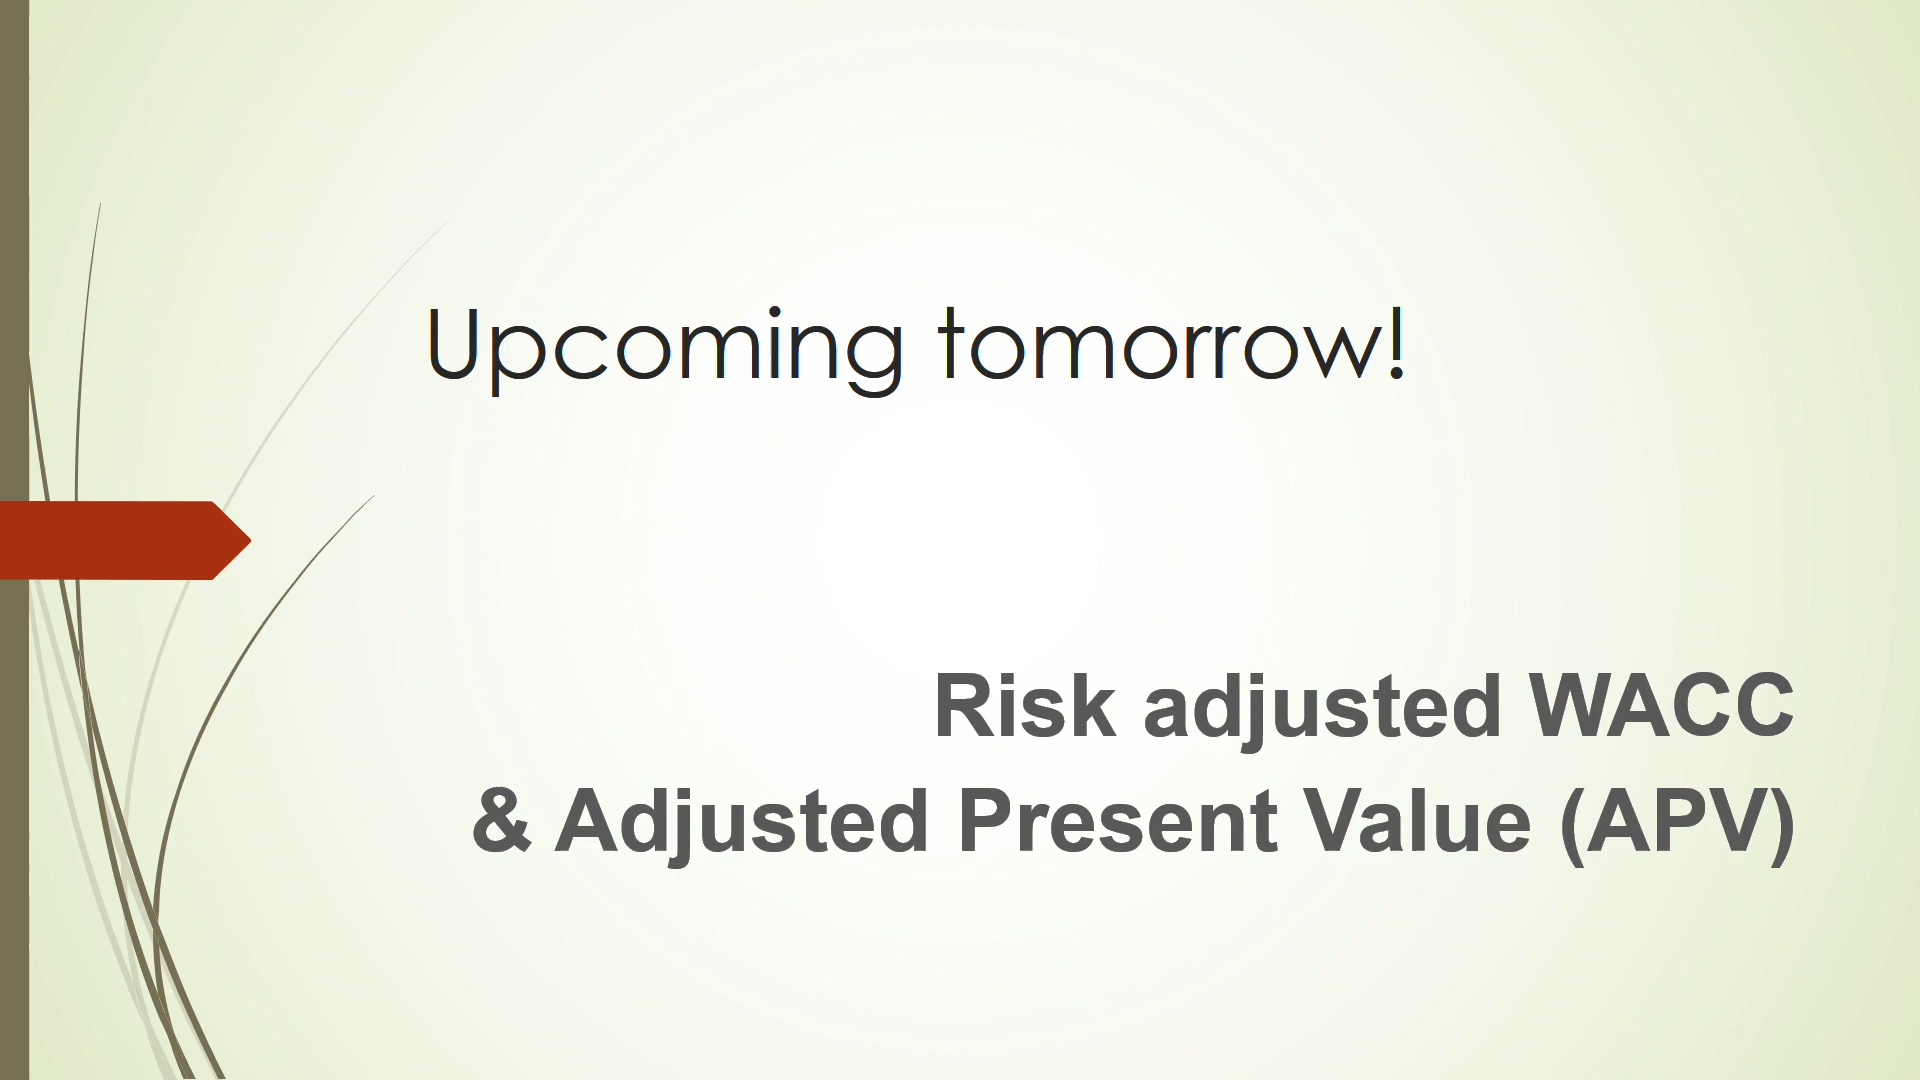 Upcoming tomorrow!
Risk adjusted WACC
& Adjusted Present Value (APV)